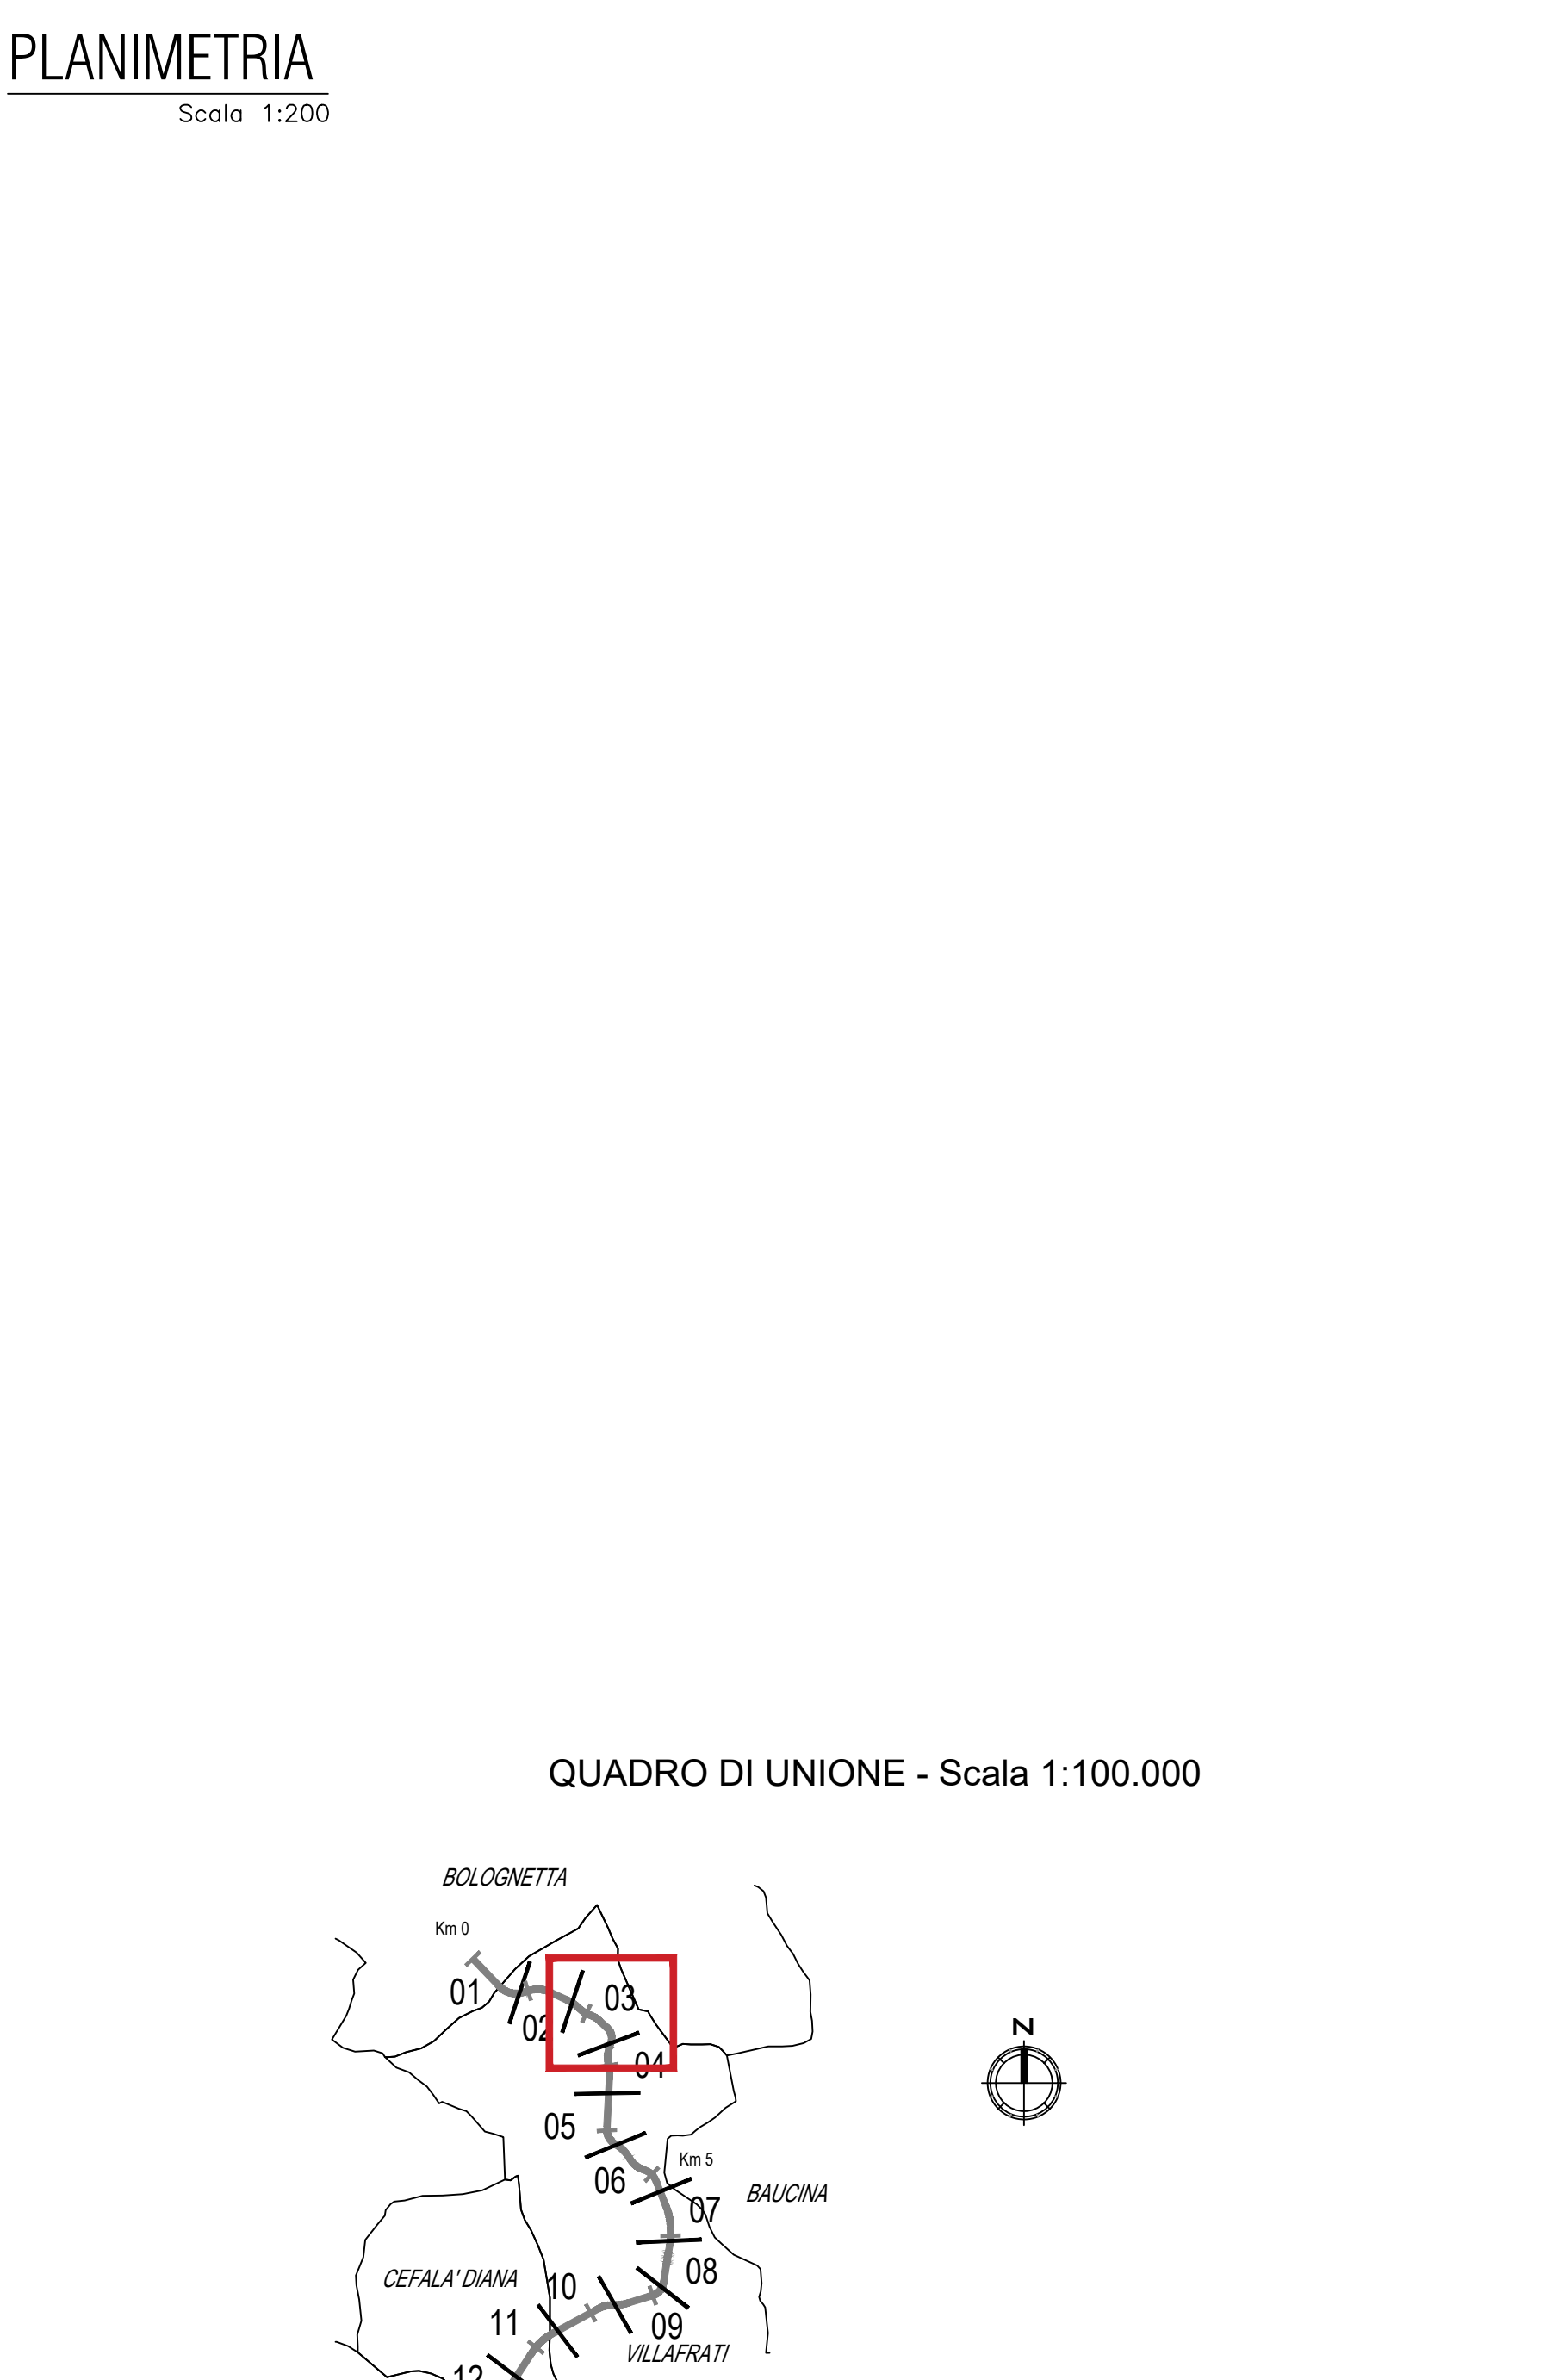 PLANIMETRIA
Scala 1:200
QUADRO DI UNIONE - Scala 1:100.000
BOLOGNETTA
Km 0
01
02
03
N
04
05
06
Km 5
BAUCINA
07
08
CEFALA' DIANA
10
11
09
VILLAFRATI
12